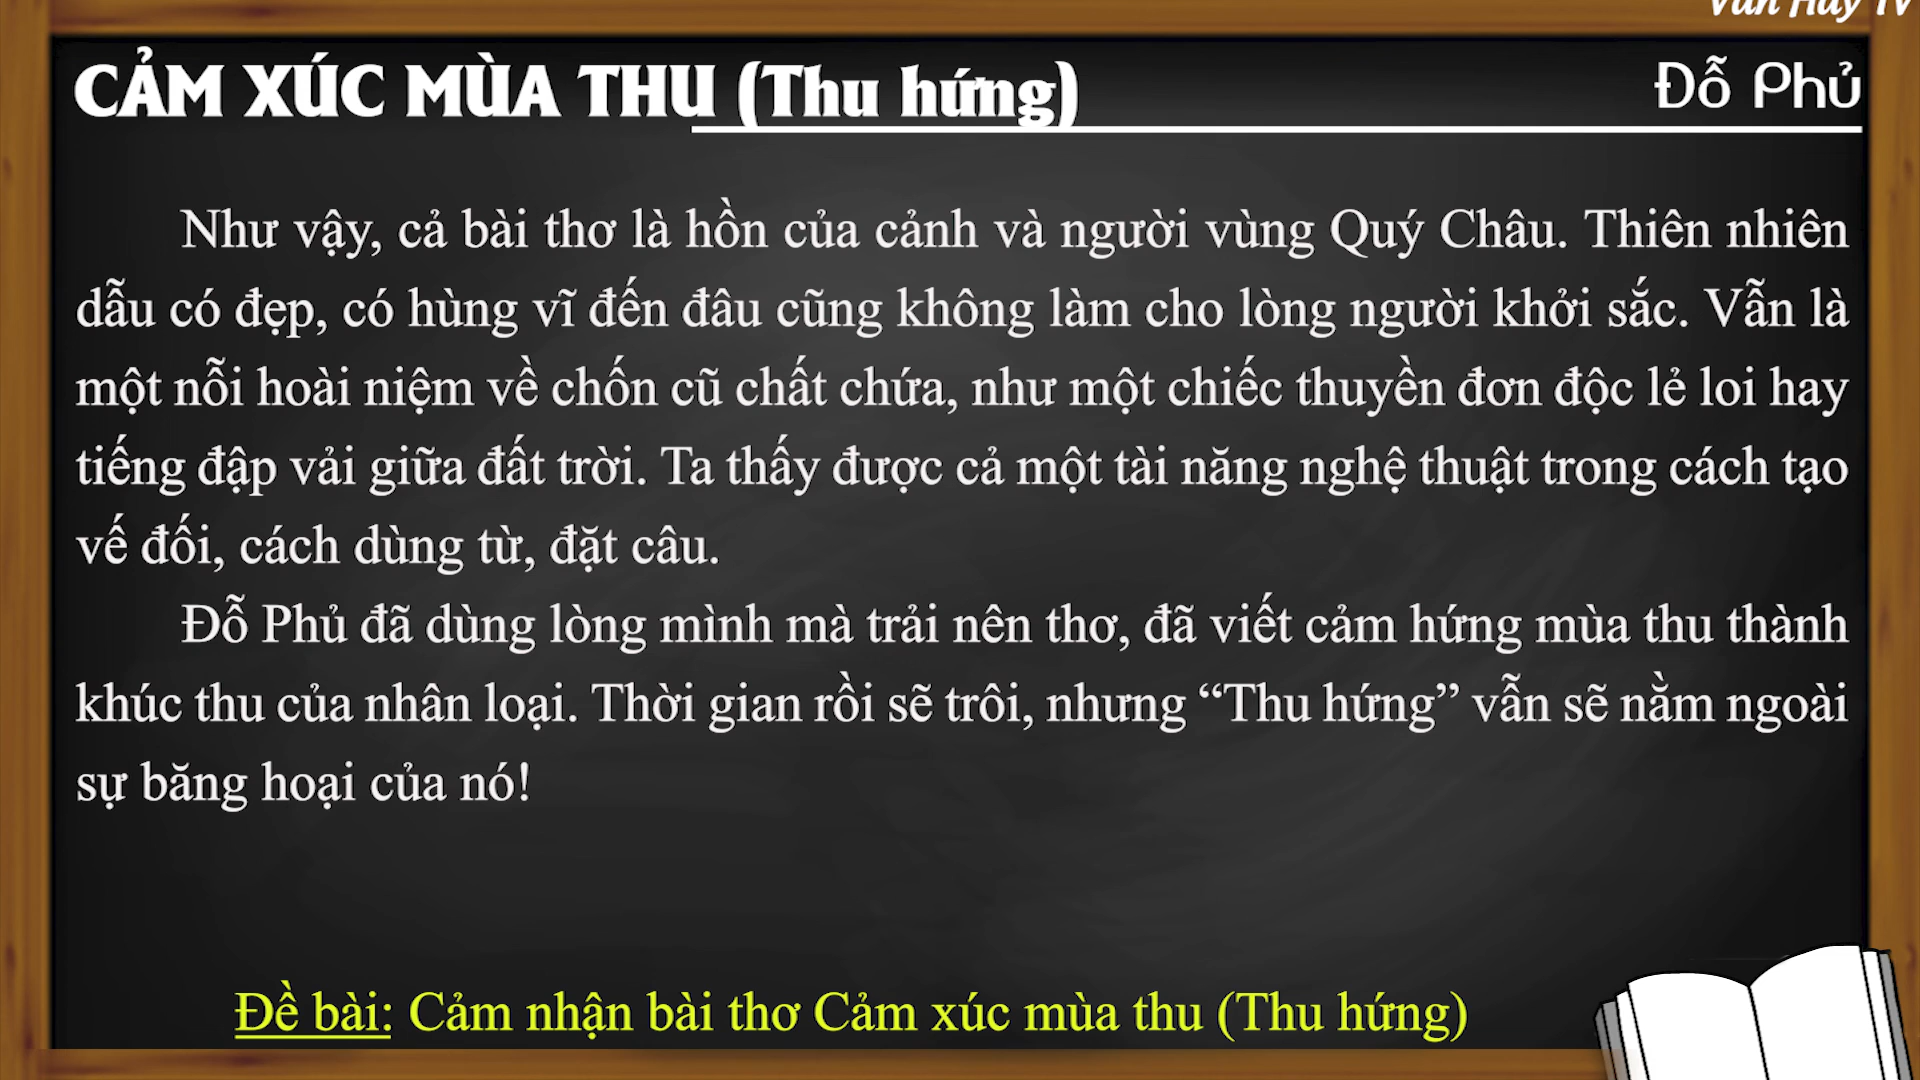 Văn Hay TV
CẢM XÚC MÙA THU (Thu hứng)
Đỗ Phủ
Như vậy, cả bài thơ là hồn của cảnh và người vùng Quý Châu. Thiên nhiên
dẫu có đẹp, có hùng vĩ đến đâu cũng không làm cho lòng người khởi sắc. Vẫn là
một nỗi hoài niệm về chốn cũ chất chứa, như một chiếc thuyền đơn độc lẻ loi hay
tiếng đập vải giữa đất trời. Ta thấy được cả một tài năng nghệ thuật trong cách tạo
vế đối, cách dùng từ, đặt câu.
Đỗ Phủ đã dùng lòng mình mà trải nên thơ, đã viết cảm hứng mùa thu thành
khúc thu của nhân loại. Thời gian rồi sẽ trôi, nhưng “Thu hứng” vẫn sẽ nằm ngoài
sự băng hoại của nó!
Đề bài: Cảm nhận bài thơ Cảm xúc mùa thu (Thu hứng)